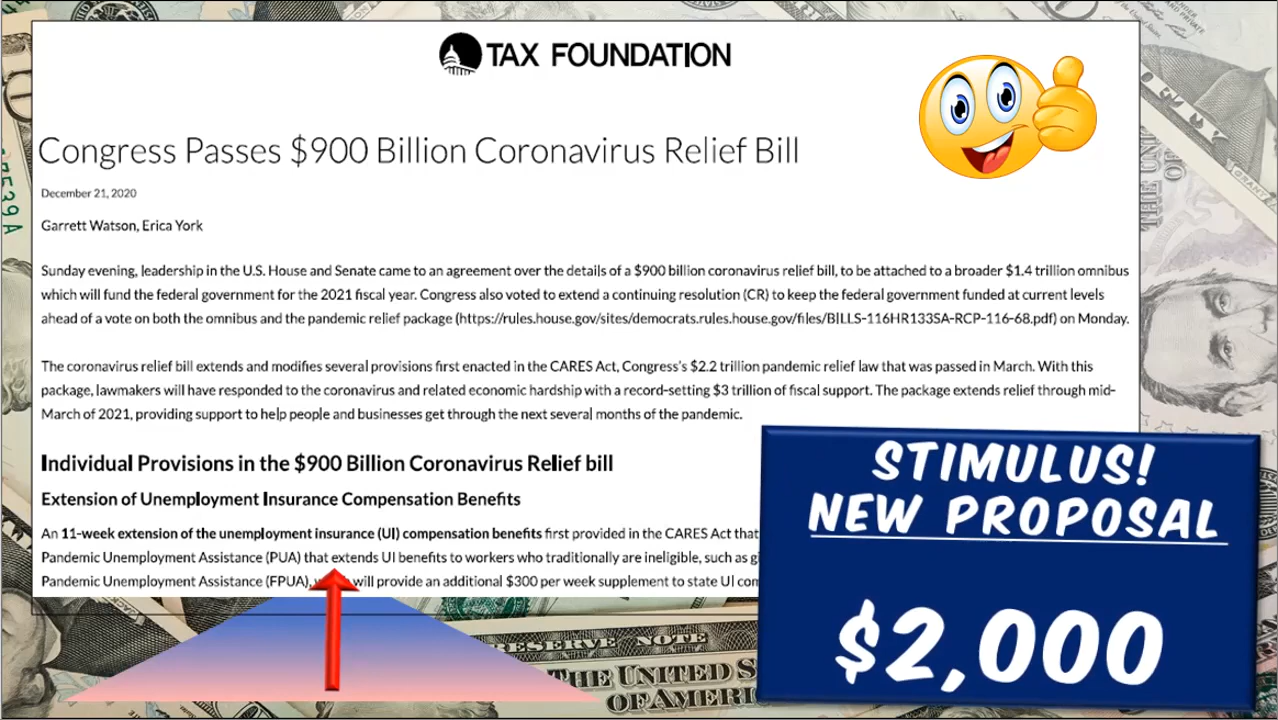 TAX FOUNDATION
Congress Passes $900 Billion Coronavirus Relief Bill
December 21, 2020
Garrett Watson, Erica York
Sunday evening, leadership in the U.S. House and Senate came to an agreement over the details of a $900 billion coronavirus relief bill, to be attached to a broader $1.4 trillion omnibus
which will fund the federal government for the 2021 fiscal year. Congress also voted to extend a continuing resolution (CR) to keep the federal government funded at current levels
ahead of a vote on both the omnibus and the pandemic relief package (https://rules.house.gov/sites/democrats.rules.house.gov/files/BILLS-116HR133SA-RCP-116-68.pdf) on Monday.
The coronavirus relief bill extends and modifies several provisions first enacted in the CARES Act, Congress's $2.2 trillion pandemic relief law that was passed in March. With this
package, lawmakers will have responded to the coronavirus and related economic hardship with a record-setting $3 trillion of fiscal support. The package extends relief through mid-
March of 2021, providing support to help people and businesses get through the next several months of the pandemic.
Individual Provisions in the $900 Billion Coronavirus Relief bill
Extension of Unemployment Insurance Compensation Benefits
An 11-week extension of the unemployment insurance (UI) compensation benefits first provided in the CARES Act that
Pandemic Unemployment Assistance (PUA) that extends UI benefits to workers who traditionally are ineligible, such as
Pandemic Unemployment Assistance (FPUA), will provide an additional $300 per week supplement to state UI
STIMULUS!
NEW PROPOSAL
$2,000
NOTE
THE UNITED
OF AMERICA